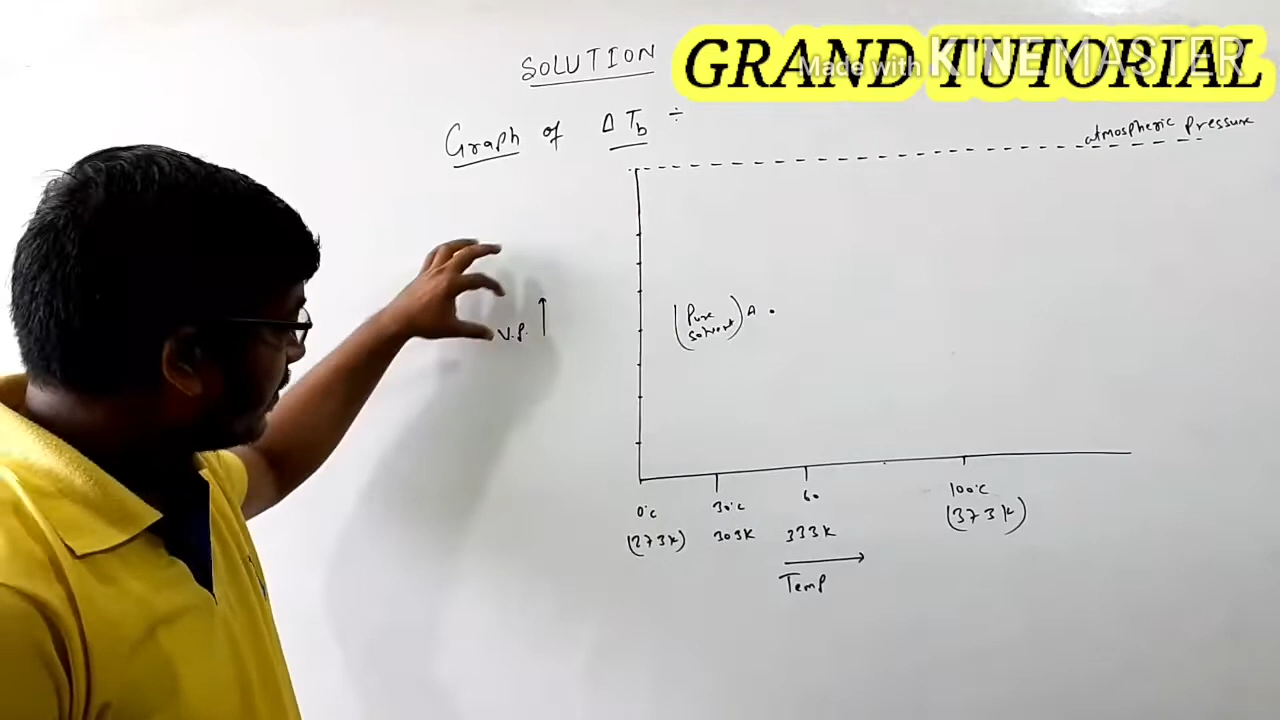 SOLUTION
GRAND TUTORIAL
Made with KINEMASTER
Graph of Δ Tb ÷
atmospheric pressure
(Pure solvent) A
V.P. ↑
0°C
30°C
60
100°C
(273K)
303K
333K
(373K)
Temp